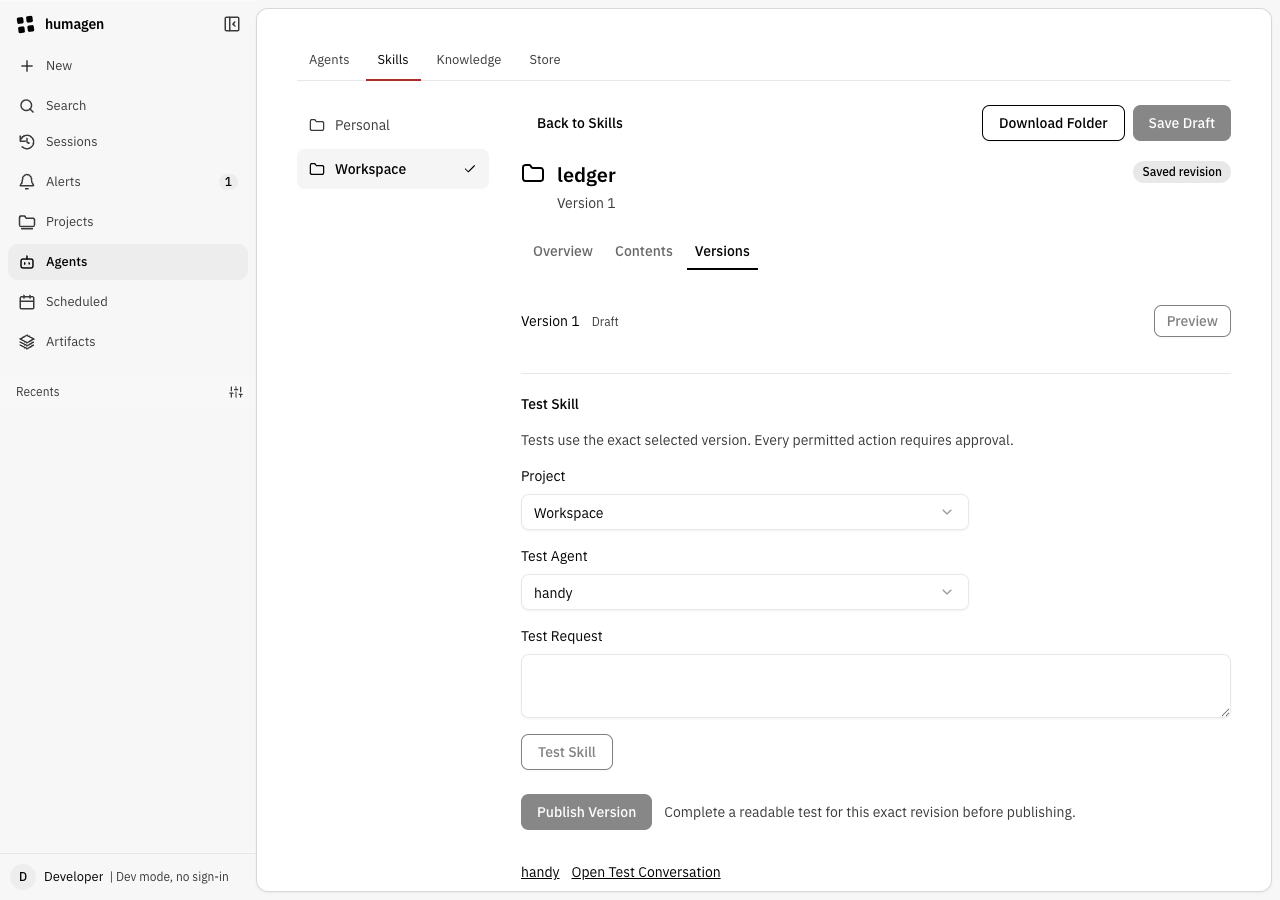 humagen
New
Search
Sessions
Alerts 1
Projects
Agents
Scheduled
Artifacts
Recents
D Developer | Dev mode, no sign-in
Agents Skills Knowledge Store
Personal
Workspace
Back to Skills Download Folder Save Draft
ledger Saved revision
Version 1
Overview Contents Versions
Version 1 Draft Preview
Test Skill
Tests use the exact selected version. Every permitted action requires approval.
Project
Workspace
Test Agent
handy
Test Request
Test Skill
Publish Version Complete a readable test for this exact revision before publishing.
handy Open Test Conversation